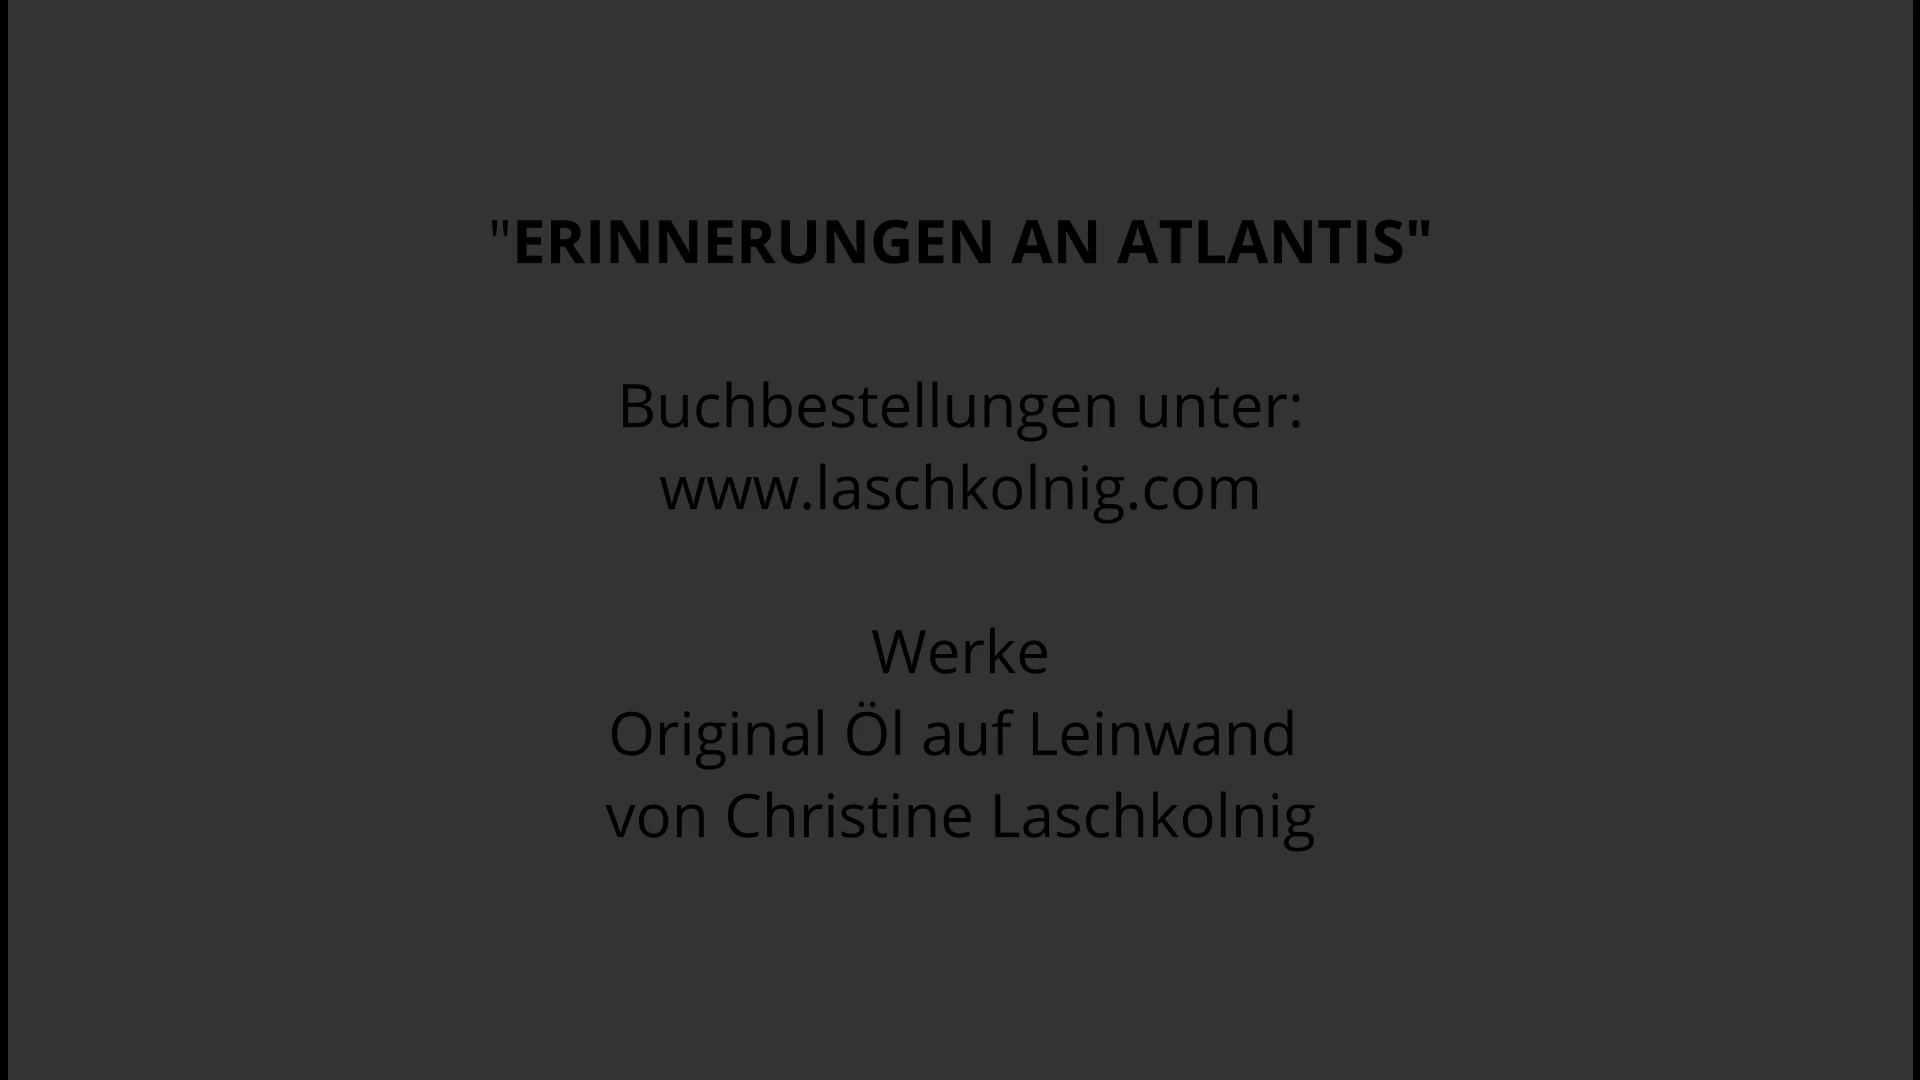 "ERINNERUNGEN AN ATLANTIS"
Buchbestellungen unter:
www.laschkolnig.com
Werke
Original Öl auf Leinwand
von Christine Laschkolnig